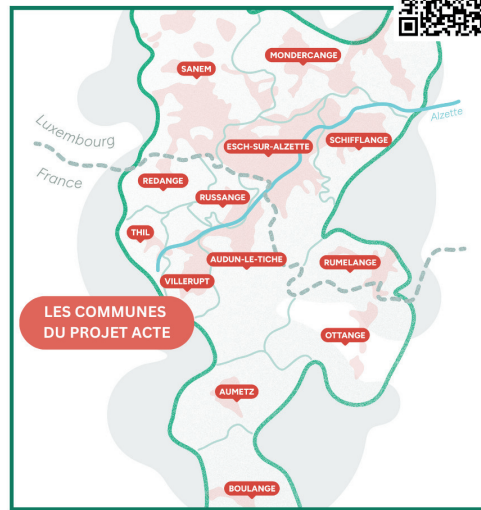 MONDERCANGE
SANEM
Alzette
Luxembourg
ESCH-SUR-ALZETTE
SCHIFFLANGE
France
REDANGE
RUSSANGE
THIL
AUDUN-LE-TICHE
RUMELANGE
VILLERUPT
LES COMMUNES
DU PROJET ACTE
OTTANGE
AUMETZ
BOULANGE